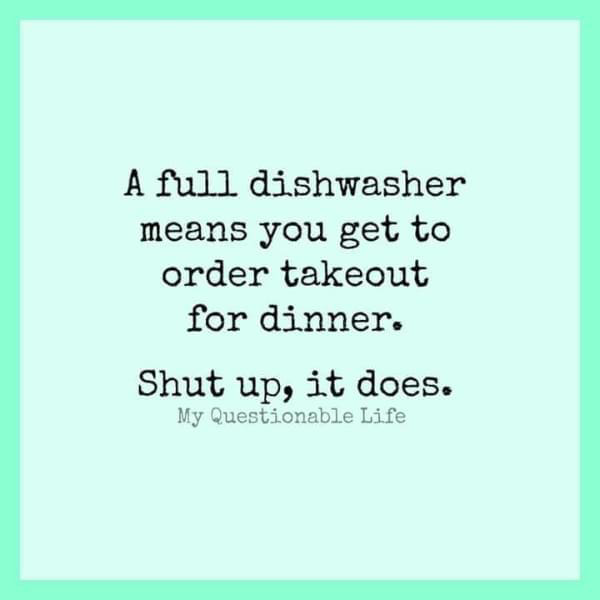 A full dishwasher
means you get to
order takeout
for dinner.
Shut up, it does.
My Questionable Life